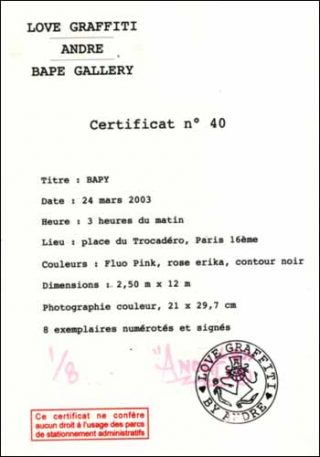 LOVE GRAFFITI
ANDRE
BAPE GALLERY
Certificat n° 40
Titre : BAPY
Date : 24 mars 2003
Heure : 3 heures du matin
Lieu : place du Trocadéro, Paris 16ème
Couleurs : Fluo Pink, rose erika, contour noir
Dimensions : 2,50 m x 12 m
Photographie couleur, 21 x 29,7 cm
8 exemplaires numérotés et signés
1/8
"André"
LOVE GRAFFITI
BY ANDRE
Ce certificat ne confère
aucun droit à l'usage des parcs
de stationnement administratifs